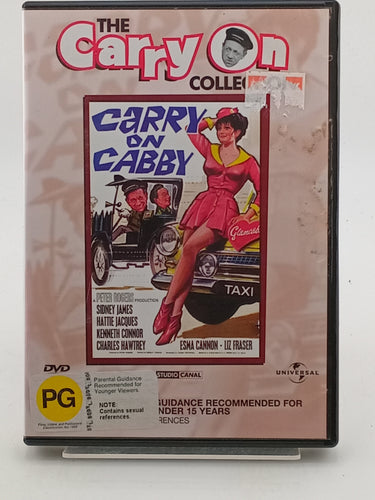 THE
Carry On
COLLEC
CARRY
ON
CABBY
Glamcab
TAXI
PETER ROGERS PRODUCTION
SIDNEY JAMES
HATTIE JACQUES
KENNETH CONNOR
CHARLES HAWTREY
ESMA CANNON · LIZ FRASER
DVD
STUDIO CANAL
UNIVERSAL
PG
Parental Guidance
Recommended for
Younger Viewers.
NOTE:
Contains sexual
references.
GUIDANCE RECOMMENDED FOR
NDER 15 YEARS
ERENCES